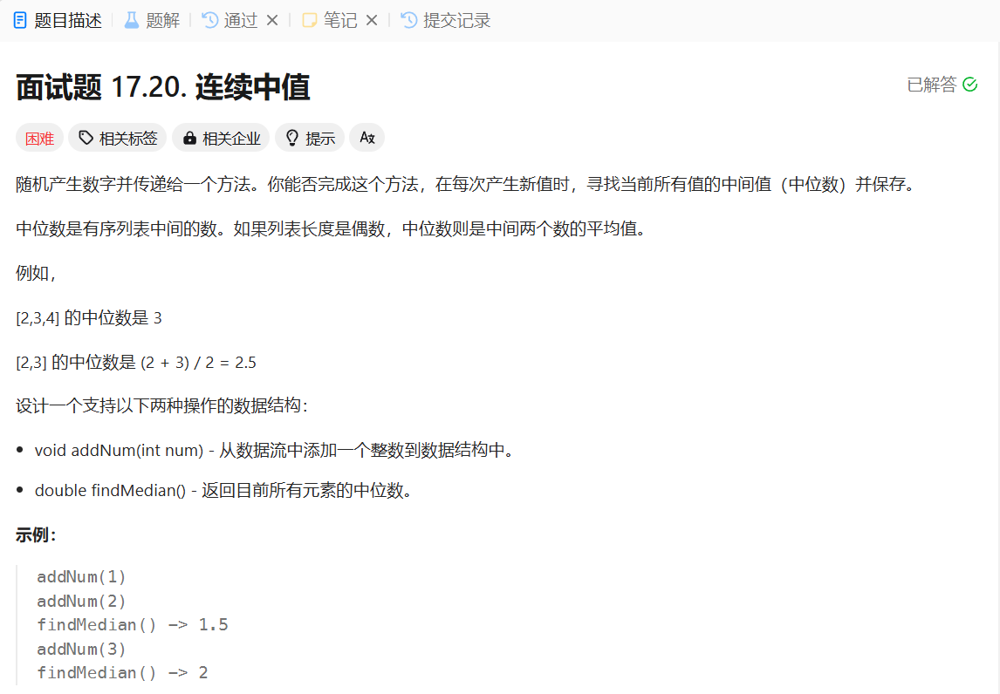 题目描述 题解 通过 笔记 提交记录
面试题 17.20. 连续中值
已解答
困难 相关标签 相关企业 提示 Aあ
随机产生数字并传递给一个方法。你能否完成这个方法，在每次产生新值时，寻找当前所有值的中间值（中位数）并保存。
中位数是有序列表中间的数。如果列表长度是偶数，中位数则是中间两个数的平均值。
例如，
[2,3,4] 的中位数是 3
[2,3] 的中位数是 (2 + 3) / 2 = 2.5
设计一个支持以下两种操作的数据结构：
void addNum(int num) - 从数据流中添加一个整数到数据结构中。
double findMedian() - 返回目前所有元素的中位数。
示例：
addNum(1)
addNum(2)
findMedian() -> 1.5
addNum(3)
findMedian() -> 2